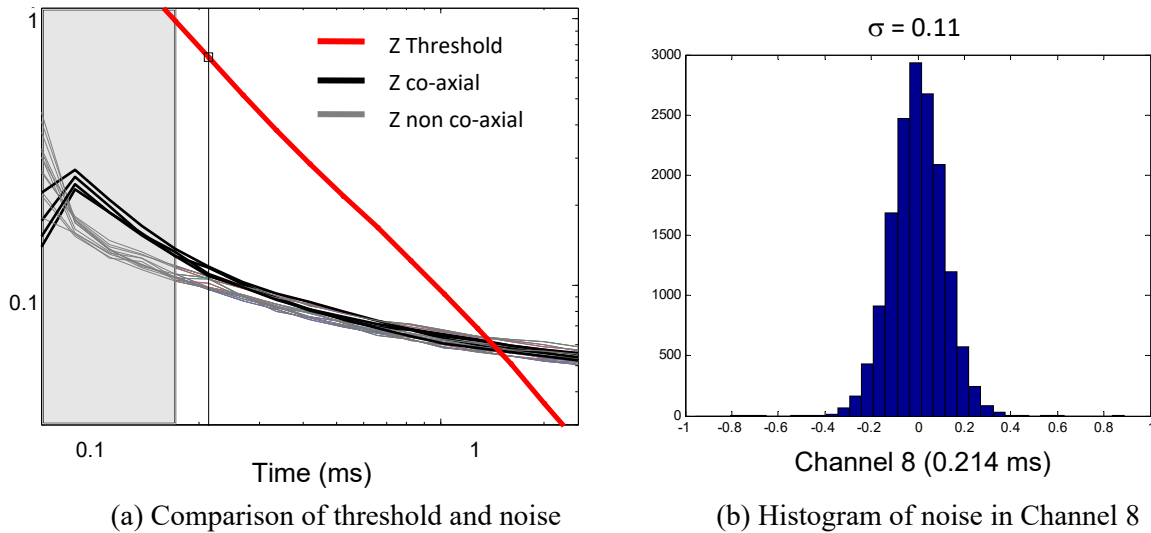 1
0.1
Z Threshold
Z co-axial
Z non co-axial
0.1
1
Time (ms)
(a) Comparison of threshold and noise
σ = 0.11
3000
2500
2000
1500
1000
500
0
-1 -0.8 -0.6 -0.4 -0.2 0 0.2 0.4 0.6 0.8 1
Channel 8 (0.214 ms)
(b) Histogram of noise in Channel 8